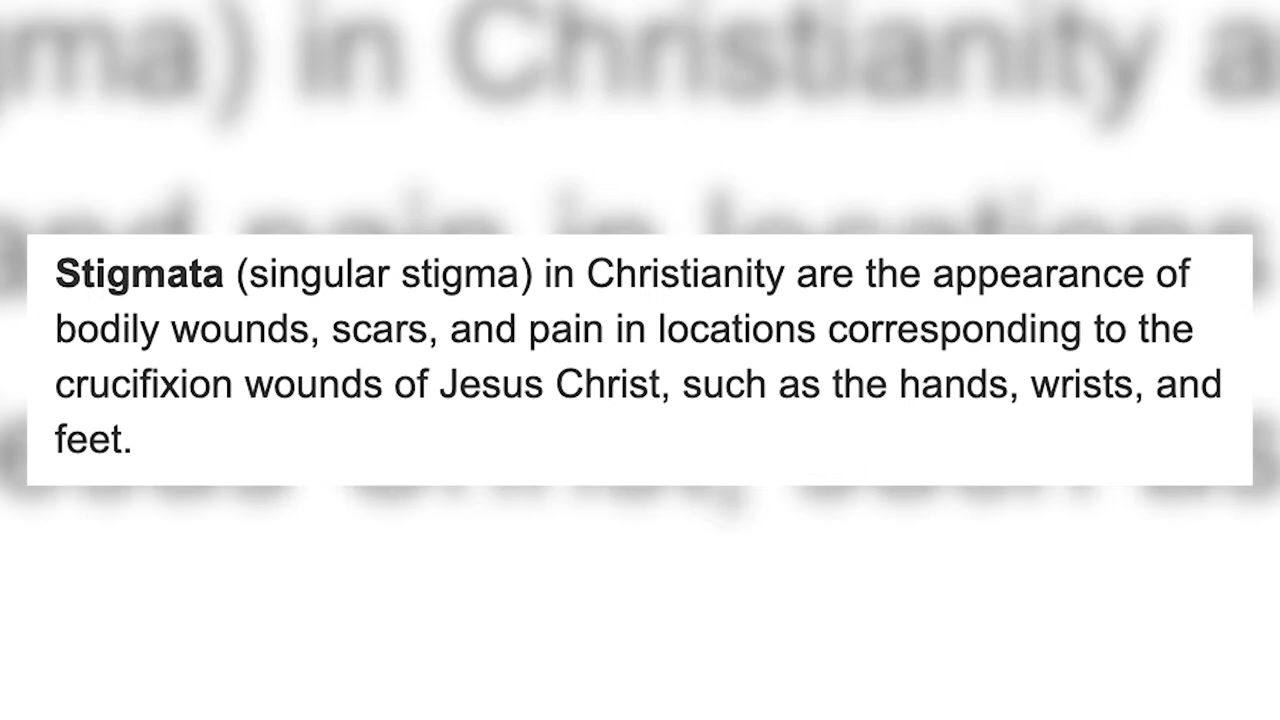 Stigmata (singular stigma) in Christianity are the appearance of
bodily wounds, scars, and pain in locations corresponding to the
crucifixion wounds of Jesus Christ, such as the hands, wrists, and
feet.